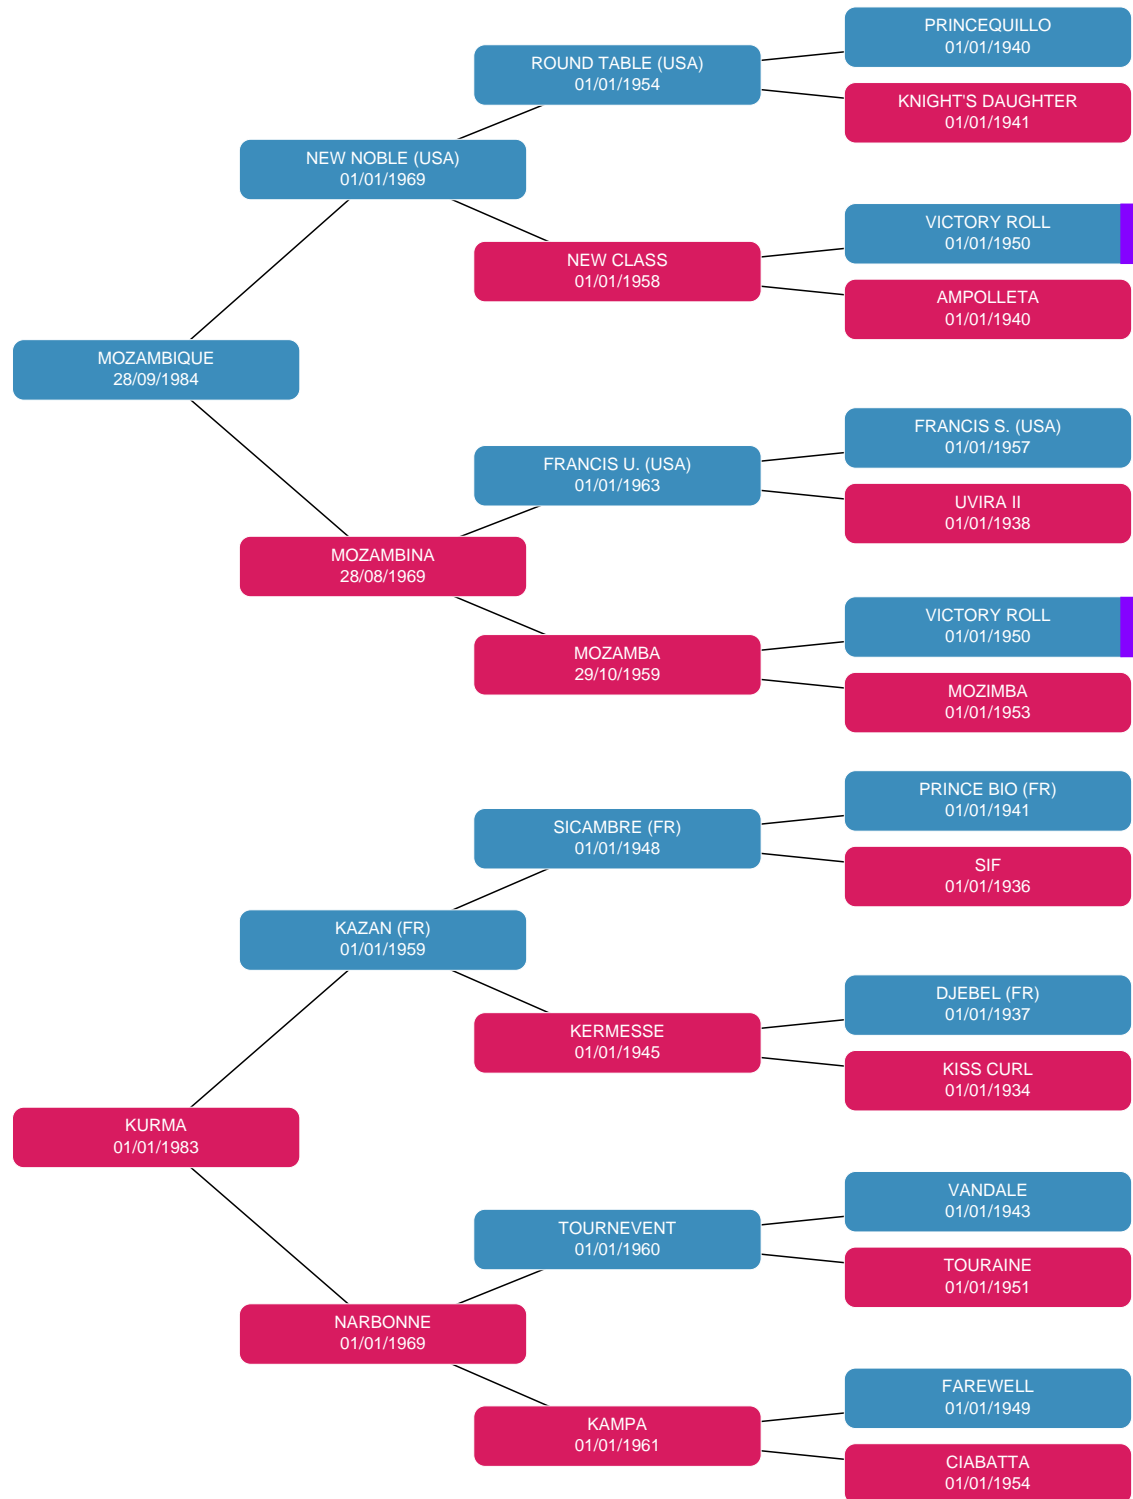 PRINCEQUILLO
01/01/1940
ROUND TABLE (USA)
01/01/1954
KNIGHT'S DAUGHTER
01/01/1941
NEW NOBLE (USA)
01/01/1969
VICTORY ROLL
01/01/1950
NEW CLASS
01/01/1958
AMPOLLETA
01/01/1940
MOZAMBIQUE
28/09/1984
FRANCIS S. (USA)
01/01/1957
FRANCIS U. (USA)
01/01/1963
UVIRA II
01/01/1938
MOZAMBINA
28/08/1969
VICTORY ROLL
01/01/1950
MOZAMBA
29/10/1959
MOZIMBA
01/01/1953
PRINCE BIO (FR)
01/01/1941
SICAMBRE (FR)
01/01/1948
SIF
01/01/1936
KAZAN (FR)
01/01/1959
DJEBEL (FR)
01/01/1937
KERMESSE
01/01/1945
KISS CURL
01/01/1934
KURMA
01/01/1983
VANDALE
01/01/1943
TOURNEVENT
01/01/1960
TOURAINE
01/01/1951
NARBONNE
01/01/1969
FAREWELL
01/01/1949
KAMPA
01/01/1961
CIABATTA
01/01/1954